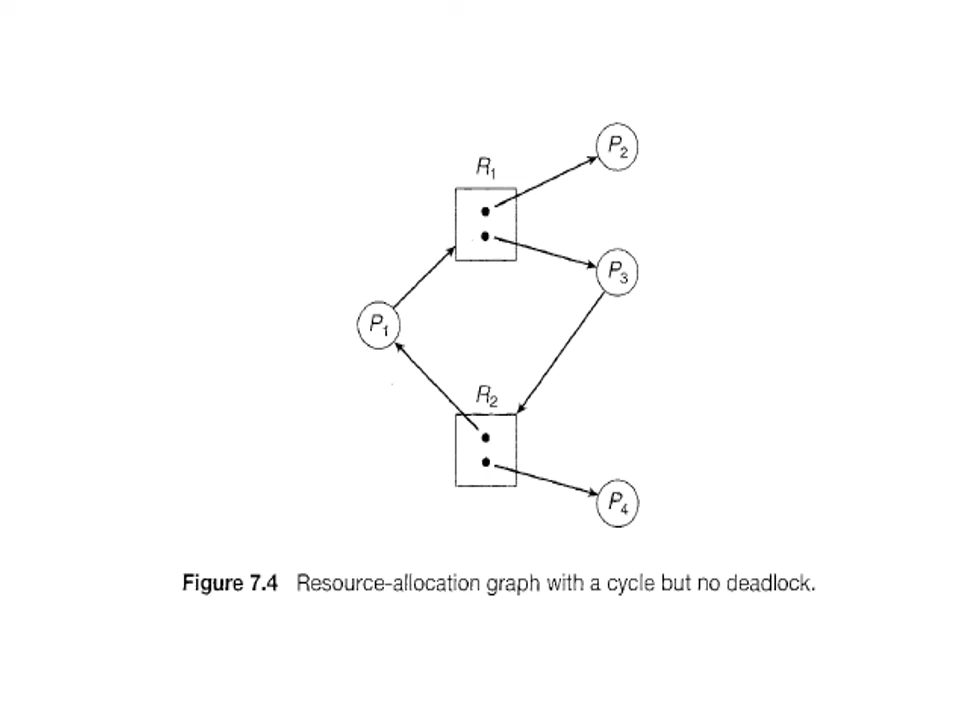 P2
R1
P3
P1
R2
P4
Figure 7.4 Resource-allocation graph with a cycle but no deadlock.